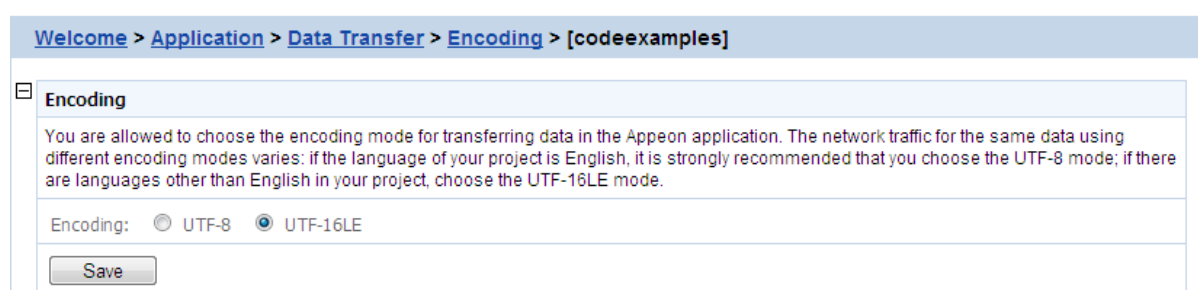 Welcome > Application > Data Transfer > Encoding > [codeexamples]
Encoding
You are allowed to choose the encoding mode for transferring data in the Appeon application. The network traffic for the same data using
different encoding modes varies: if the language of your project is English, it is strongly recommended that you choose the UTF-8 mode; if there
are languages other than English in your project, choose the UTF-16LE mode.
Encoding: UTF-8 UTF-16LE
Save